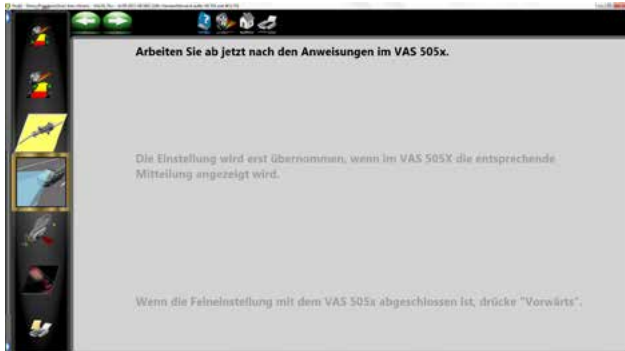 Arbeiten Sie ab jetzt nach den Anweisungen im VAS 505x.
Die Einstellung wird erst übernommen, wenn im VAS 505X die entsprechende
Mitteilung angezeigt wird.
Wenn die Feineinstellung mit dem VAS 505x abgeschlossen ist, drücke "Vorwärts".